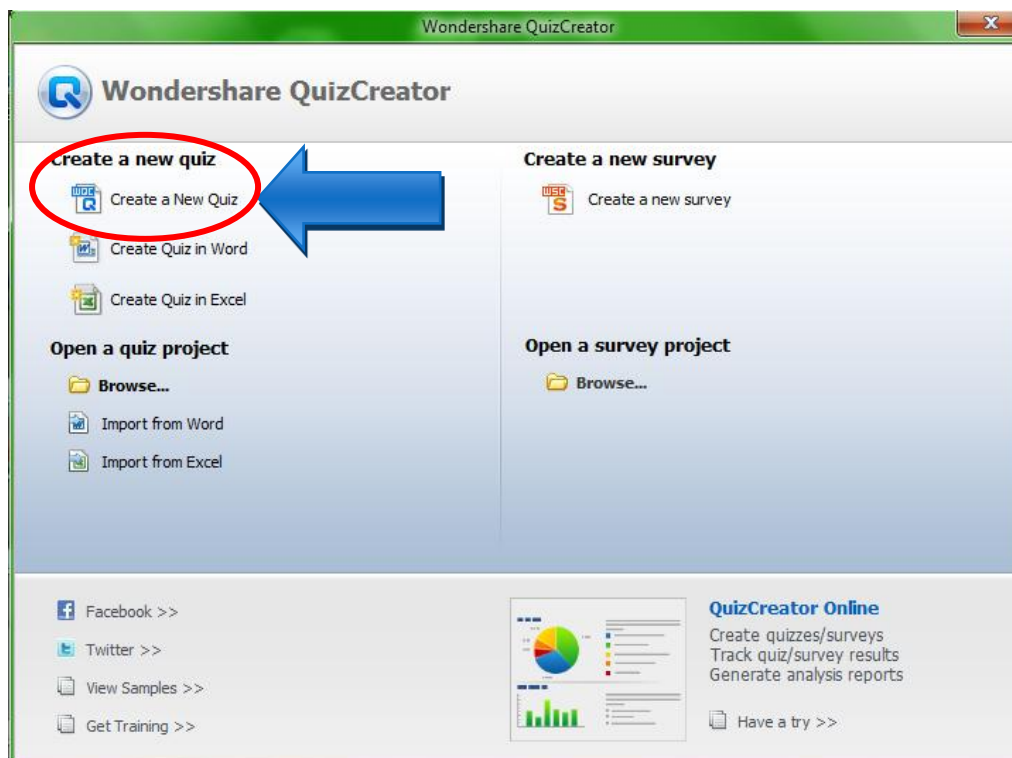 Wondershare QuizCreator
Wondershare QuizCreator
Create a new quiz
Create a New Quiz
Create Quiz in Word
Create Quiz in Excel
Open a quiz project
Browse...
Import from Word
Import from Excel
Create a new survey
Create a new survey
Open a survey project
Browse...
Facebook >>
Twitter >>
View Samples >>
Get Training >>
QuizCreator Online
Create quizzes/surveys
Track quiz/survey results
Generate analysis reports
Have a try >>